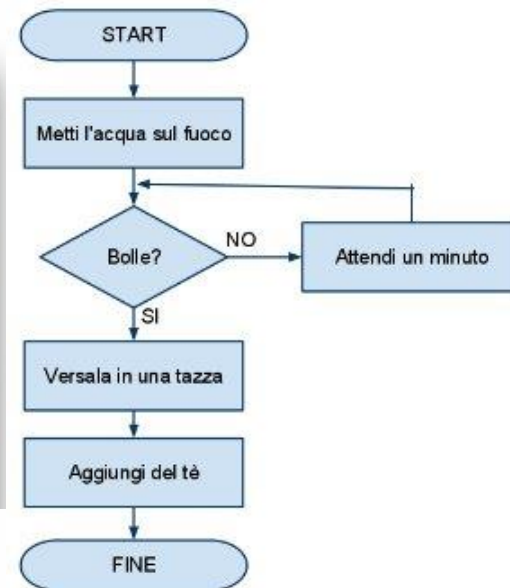 START
Metti l'acqua sul fuoco
Bolle?
NO
Attendi un minuto
SI
Versala in una tazza
Aggiungi del tè
FINE